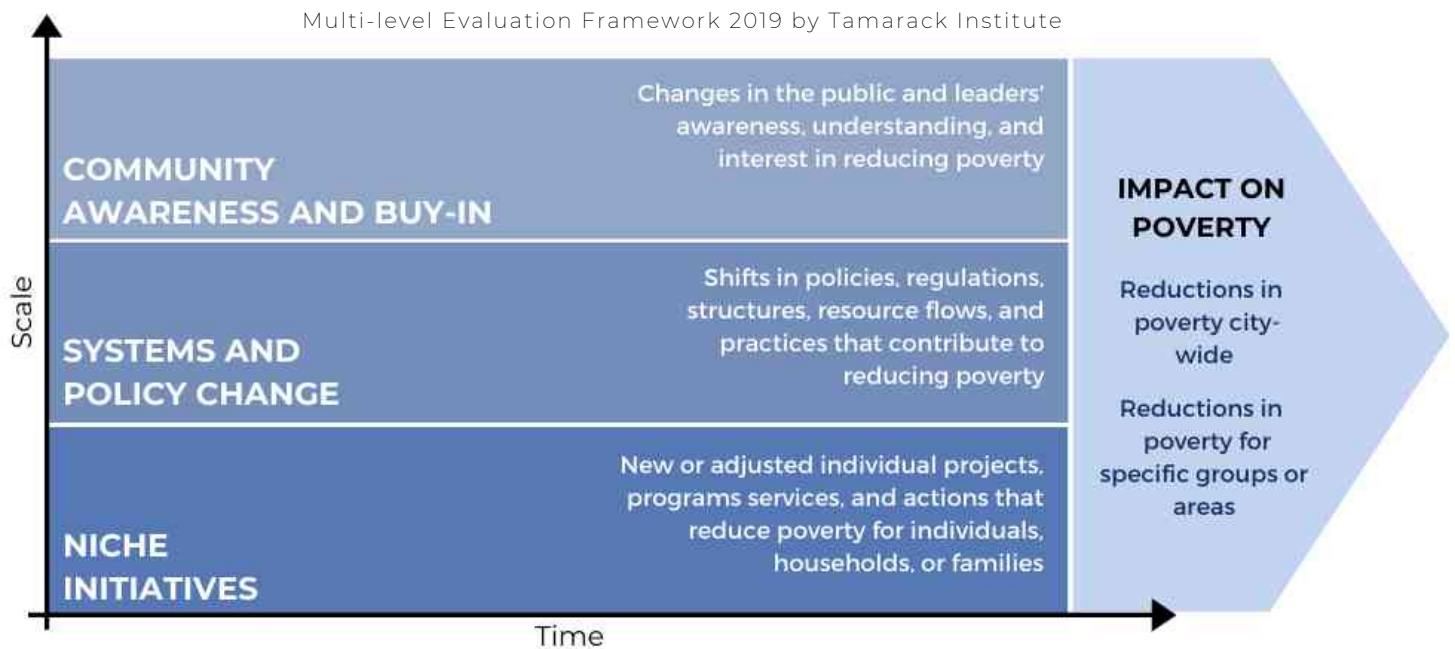 Multi-level Evaluation Framework 2019 by Tamarack Institute
Changes in the public and leaders'
awareness, understanding, and
interest in reducing poverty
COMMUNITY
AWARENESS AND BUY-IN
Shifts in policies, regulations,
structures, resource flows, and
practices that contribute to
reducing poverty
SYSTEMS AND
POLICY CHANGE
New or adjusted individual projects,
programs services, and actions that
reduce poverty for individuals,
households, or families
NICHE
INITIATIVES
IMPACT ON
POVERTY
Reductions in
poverty city-
wide
Reductions in
poverty for
specific groups or
areas
Scale
Time